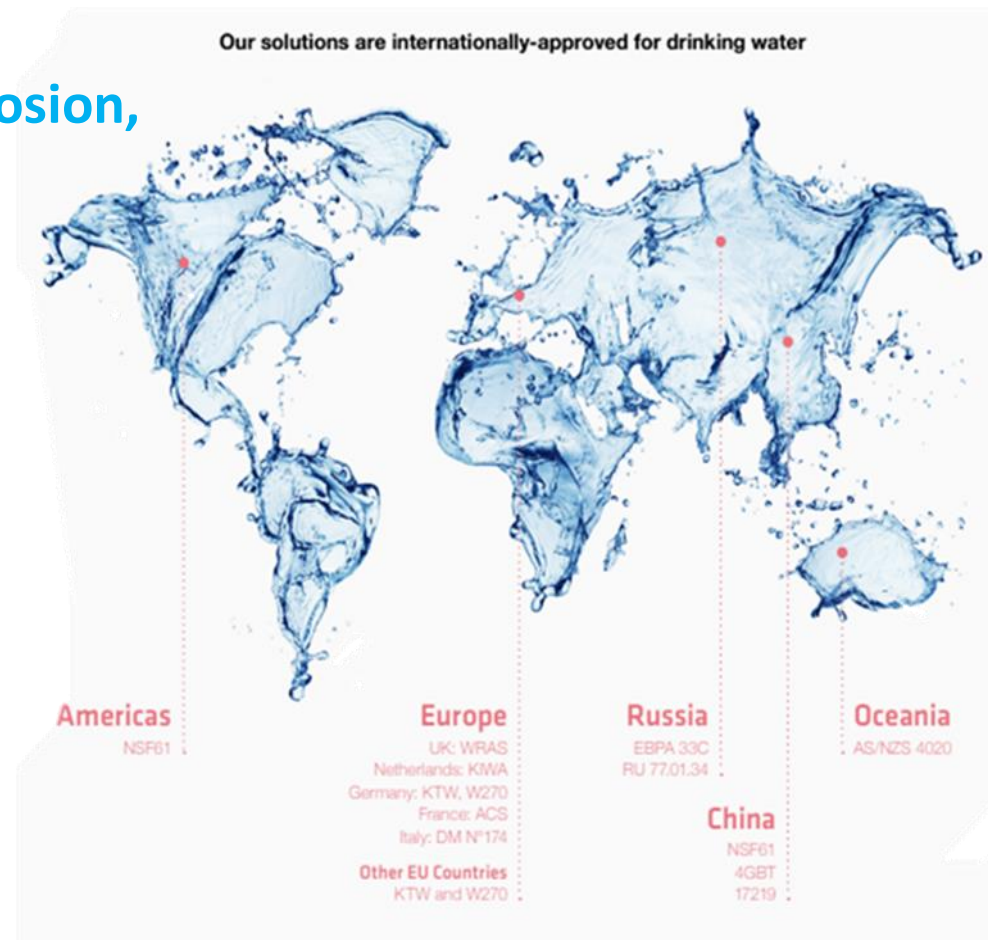 Our solutions are internationally-approved for drinking water
osion,
Americas
NSF61
Europe
UK: WRAS
Netherlands: KIWA
Germany: KTW, W270
France: ACS
Italy: DM N°174
Other EU Countries
KTW and W270
Russia
EBPA 33C
RU 77.01.34
China
NSF61
4GBT
17219
Oceania
AS/NZS 4020